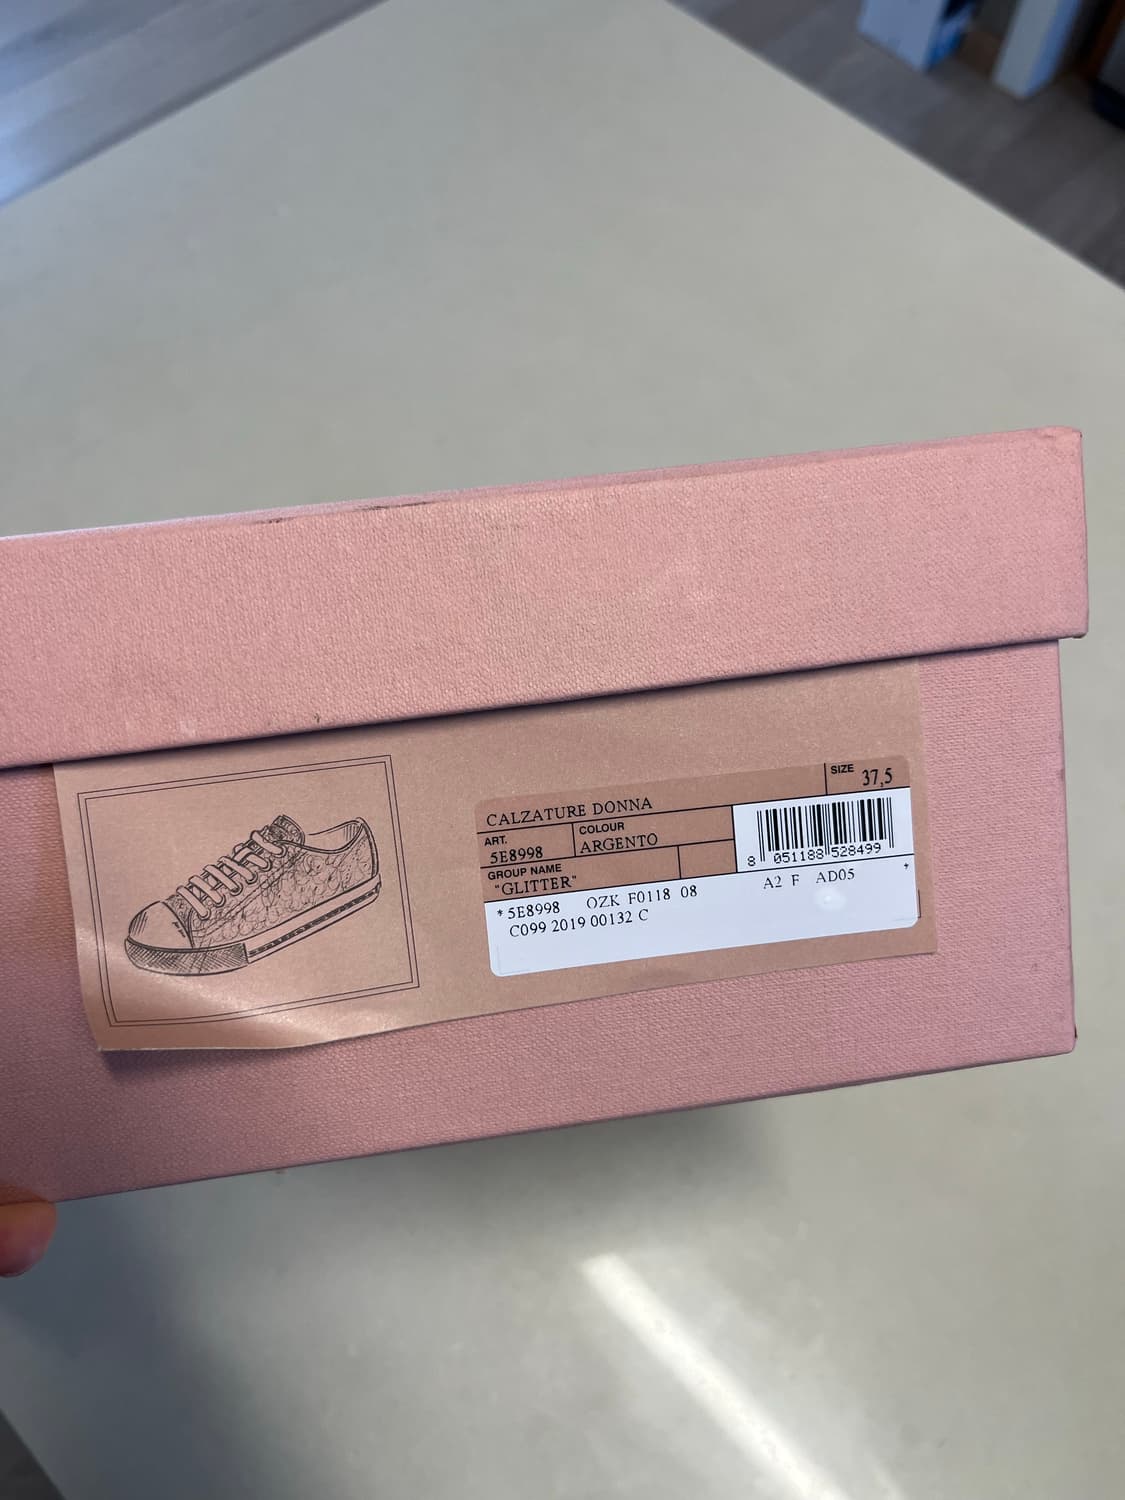 CALZATURE DONNA
SIZE 37,5
ART. 5E8998
COLOUR ARGENTO
GROUP NAME "GLITTER"
8 051188 528499
*5E8998 OZK F0118 08 A2 F AD05 *
C099 2019 00132 C